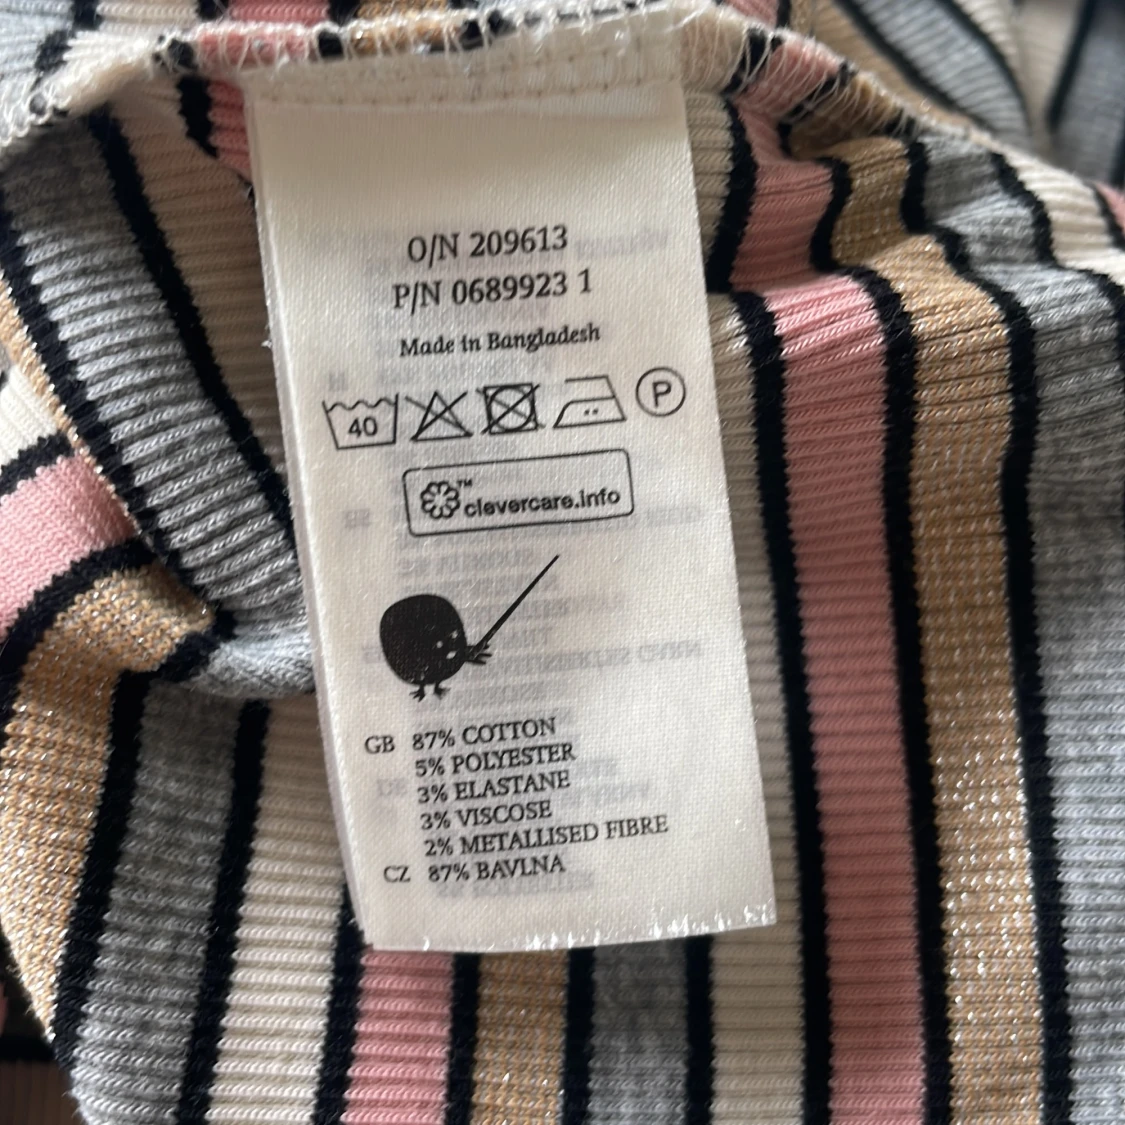 O/N 209613
P/N 0689923 1
Made in Bangladesh
40
P
™
clevercare.info
GB 87% COTTON
5% POLYESTER
3% ELASTANE
3% VISCOSE
2% METALLISED FIBRE
CZ 87% BAVLNA